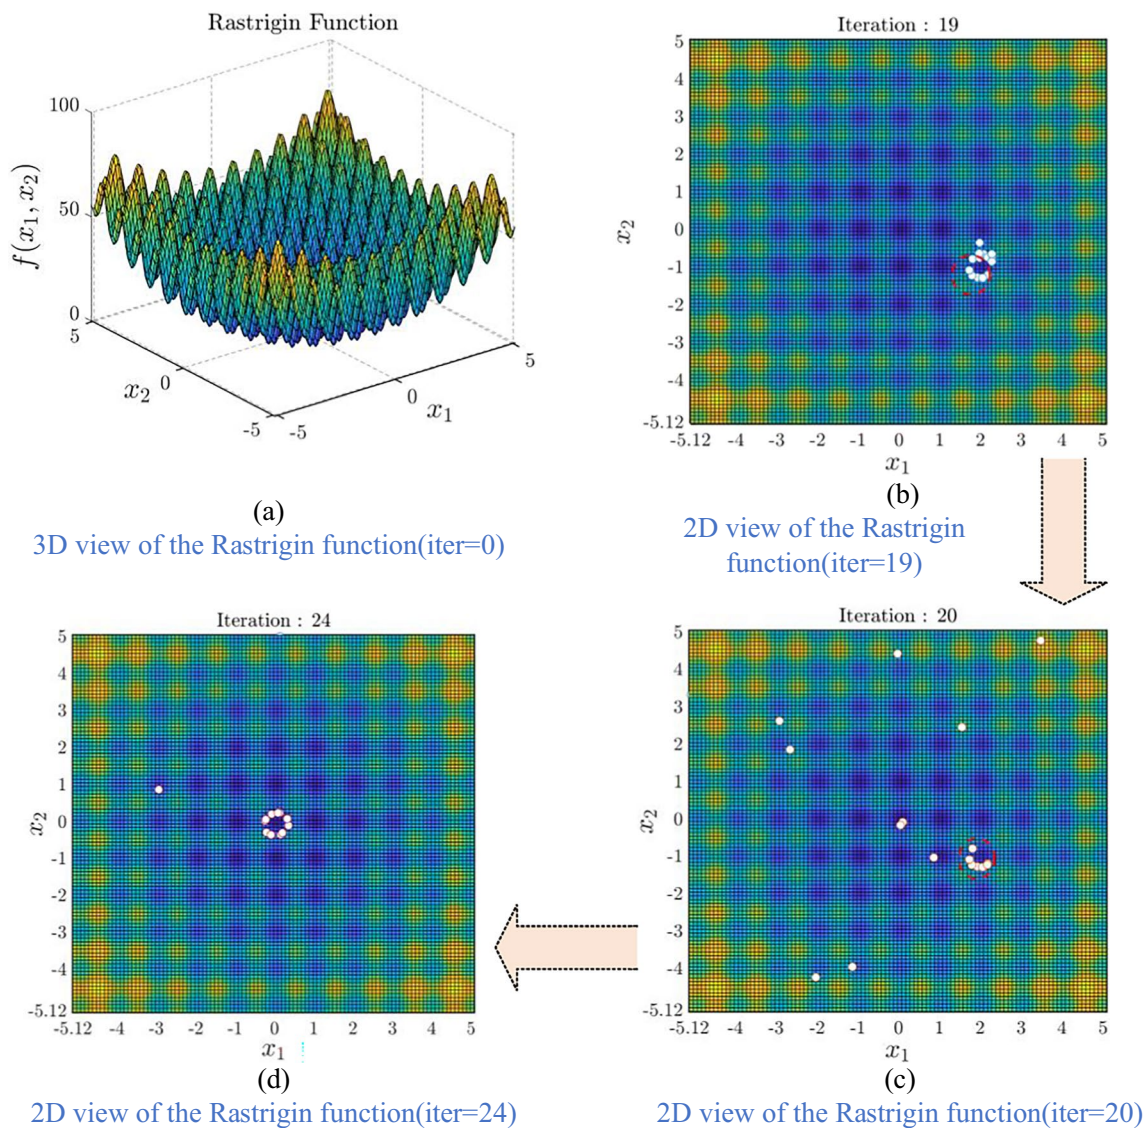 Rastrigin Function
100
50
0
f(x₁, x₂)
5
0
-5
x₂
-5
0
5
x₁
(a)
3D view of the Rastrigin function(iter=0)
Iteration : 19
5
4
3
2
1
0
-1
-2
-3
-4
-5.12
x₂
-5.12 -4 -3 -2 -1 0 1 2 3 4 5
x₁
(b)
2D view of the Rastrigin
function(iter=19)
Iteration : 20
5
4
3
2
1
0
-1
-2
-3
-4
-5.12
x₂
-5.12 -4 -3 -2 -1 0 1 2 3 4 5
x₁
(c)
2D view of the Rastrigin function(iter=20)
Iteration : 24
5
4
3
2
1
0
-1
-2
-3
-4
-5.12
x₂
-5.12 -4 -3 -2 -1 0 1 2 3 4 5
x₁
(d)
2D view of the Rastrigin function(iter=24)